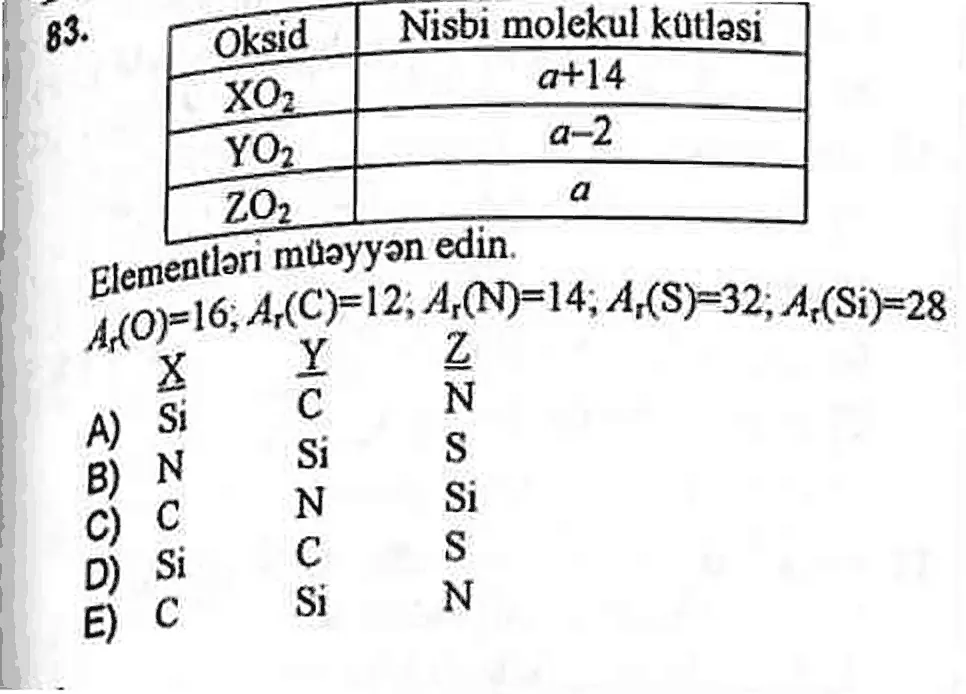 83.
Oksid Nisbi molekul kütləsi
XO₂ a+14
YO₂ a–2
ZO₂ a
Elementləri müəyyən edin.
Aᵣ(O)=16; Aᵣ(C)=12; Aᵣ(N)=14; Aᵣ(S)=32; Aᵣ(Si)=28
X Y Z
A) Si C N
B) N Si S
C) C N Si
D) Si C S
E) C Si N